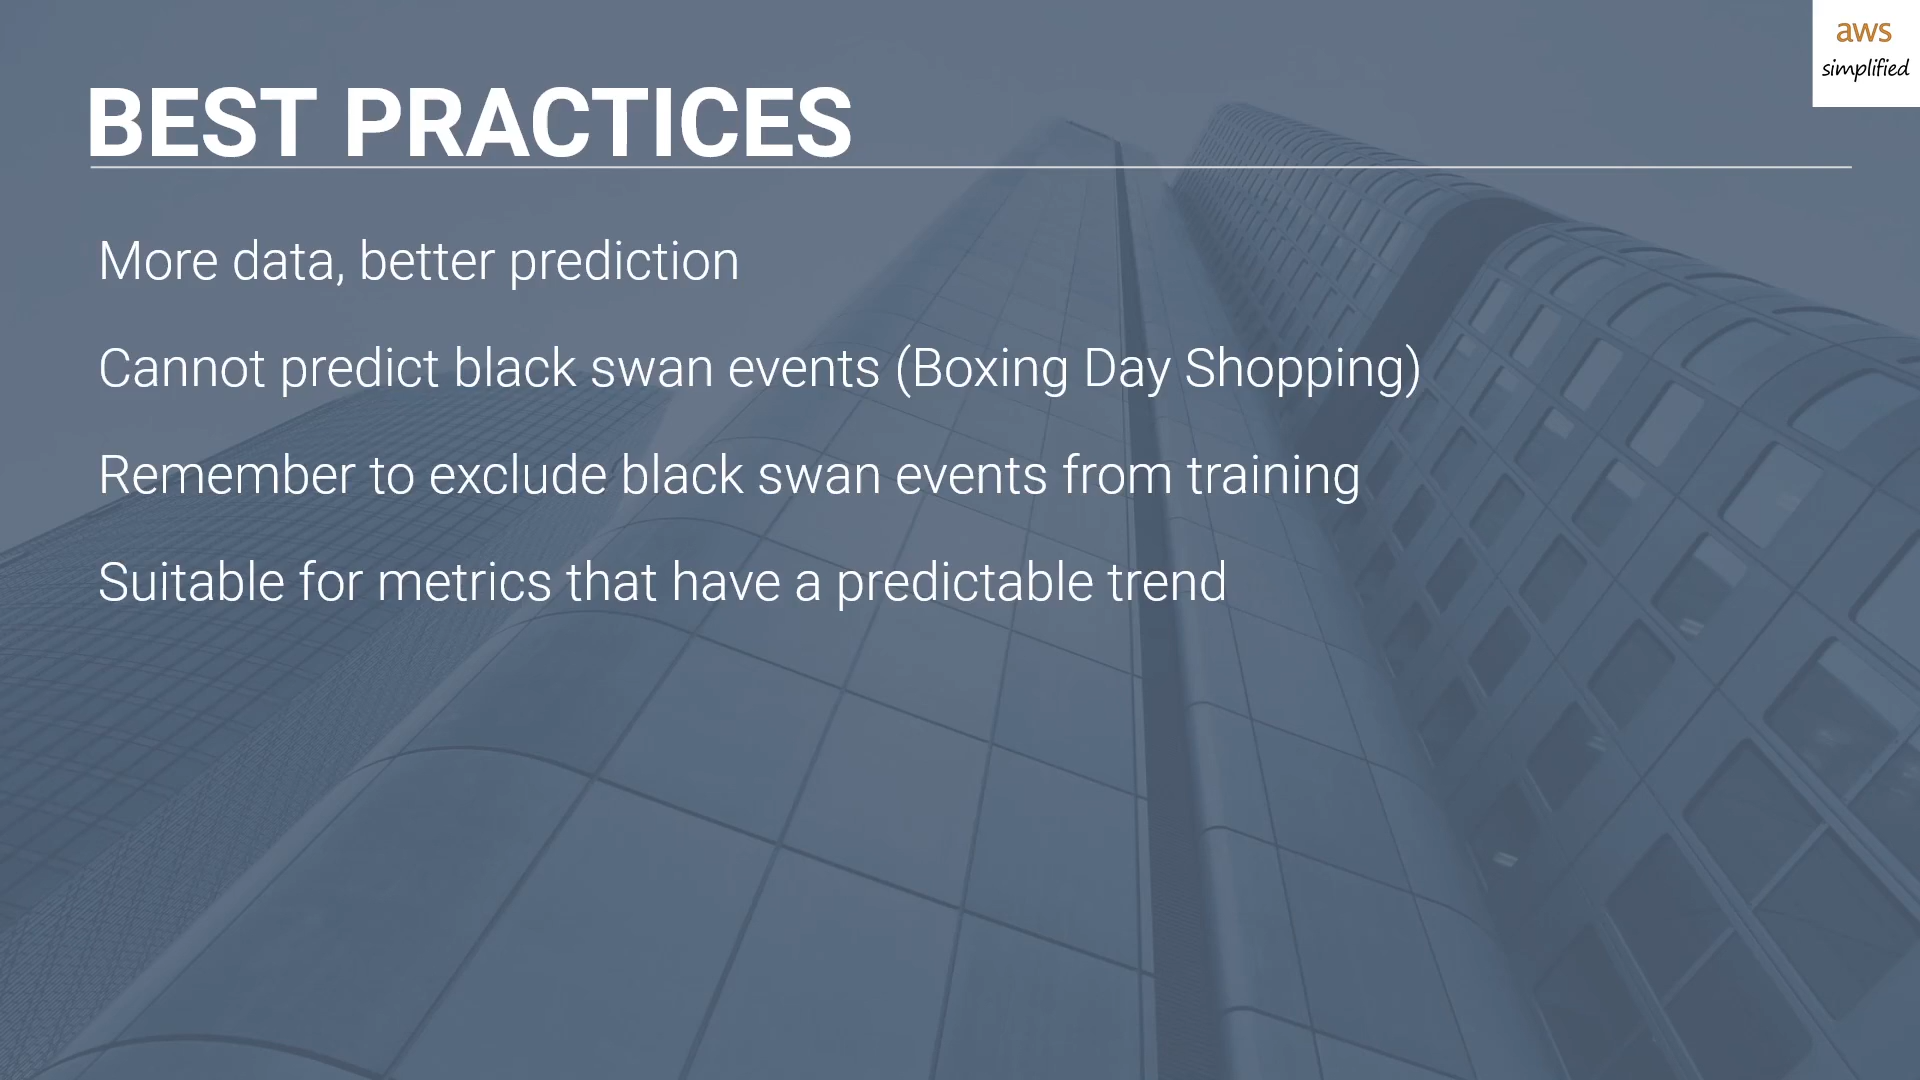 aws
simplified
BEST PRACTICES
More data, better prediction
Cannot predict black swan events (Boxing Day Shopping)
Remember to exclude black swan events from training
Suitable for metrics that have a predictable trend